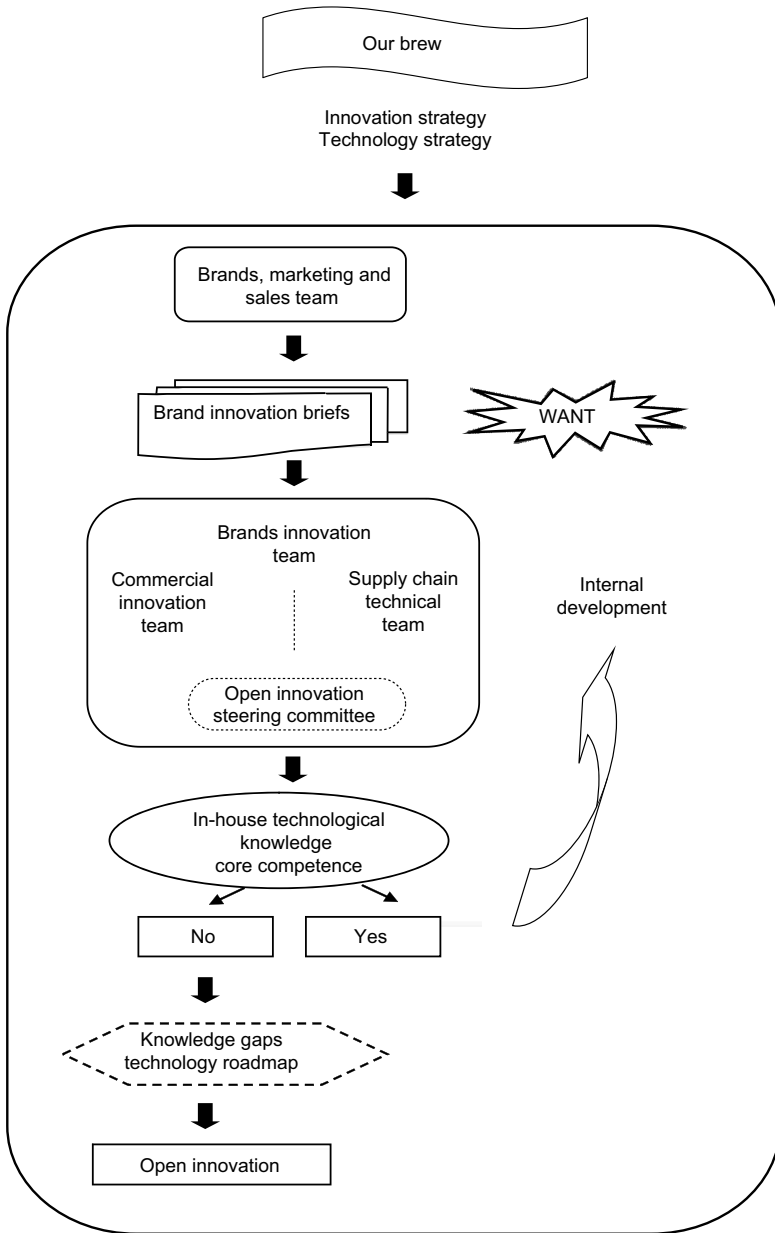 Our brew
Innovation strategy
Technology strategy
Brands, marketing and
sales team
Brand innovation briefs
WANT
Brands innovation
team
Commercial
innovation
team
Supply chain
technical
team
Open innovation
steering committee
Internal
development
In-house technological
knowledge
core competence
No
Yes
Knowledge gaps
technology roadmap
Open innovation